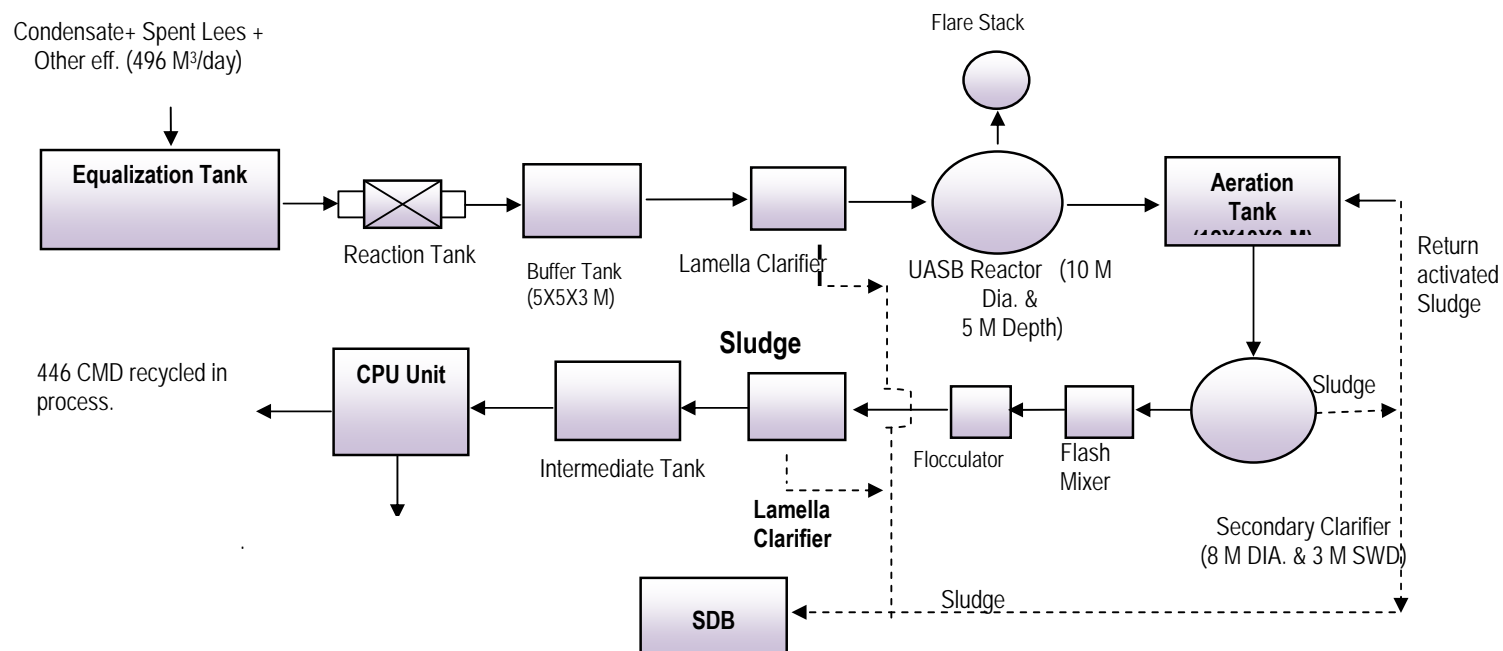 Flare Stack
Condensate+ Spent Lees +
Other eff. (496 M³/day)
Equalization Tank
Reaction Tank
Buffer Tank
(5X5X3 M)
Lamella Clarifier
UASB Reactor (10 M
Dia. &
5 M Depth)
Aeration
Tank
Return
activated
Sludge
446 CMD recycled in
process.
CPU Unit
Intermediate Tank
Sludge
Lamella
Clarifier
Flocculator
Flash
Mixer
Sludge
Secondary Clarifier
(8 M DIA. & 3 M SWD)
.
SDB
Sludge